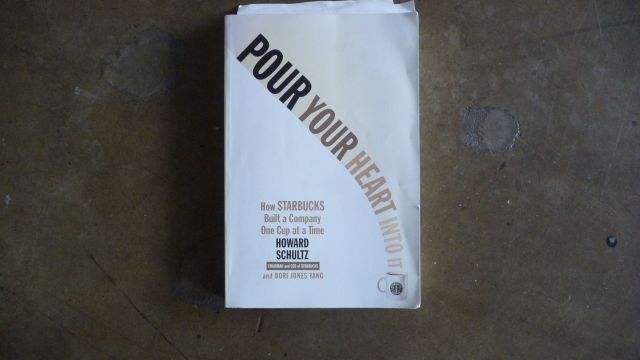 POUR YOUR HEART INTO IT
How STARBUCKS
Built a Company
One Cup at a Time
HOWARD
SCHULTZ
CHAIRMAN and CEO of STARBUCKS
and DORI JONES YANG